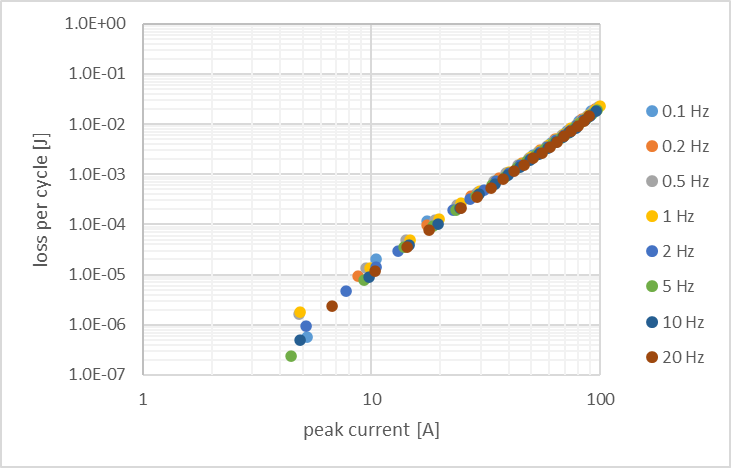 1.0E+00
1.0E-01
1.0E-02
1.0E-03
1.0E-04
1.0E-05
1.0E-06
1.0E-07
loss per cycle [J]
1
10
100
peak current [A]
0.1 Hz
0.2 Hz
0.5 Hz
1 Hz
2 Hz
5 Hz
10 Hz
20 Hz